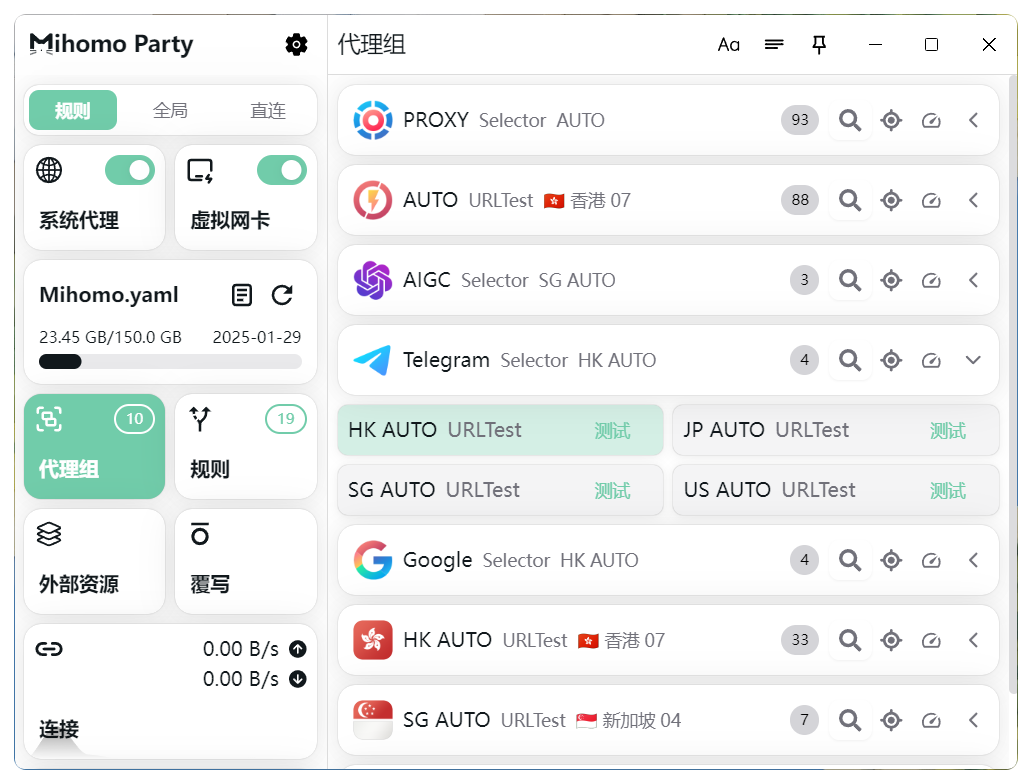 Mihomo Party
规则 全局 直连
系统代理 虚拟网卡
Mihomo.yaml
23.45 GB/150.0 GB 2025-01-29
10 19
代理组 规则
外部资源 覆写
0.00 B/s
0.00 B/s
连接
代理组 Aa
PROXY Selector AUTO 93
AUTO URLTest 🇭🇰 香港 07 88
AIGC Selector SG AUTO 3
Telegram Selector HK AUTO 4
HK AUTO URLTest 测试 JP AUTO URLTest 测试
SG AUTO URLTest 测试 US AUTO URLTest 测试
Google Selector HK AUTO 4
HK AUTO URLTest 🇭🇰 香港 07 33
SG AUTO URLTest 🇸🇬 新加坡 04 7